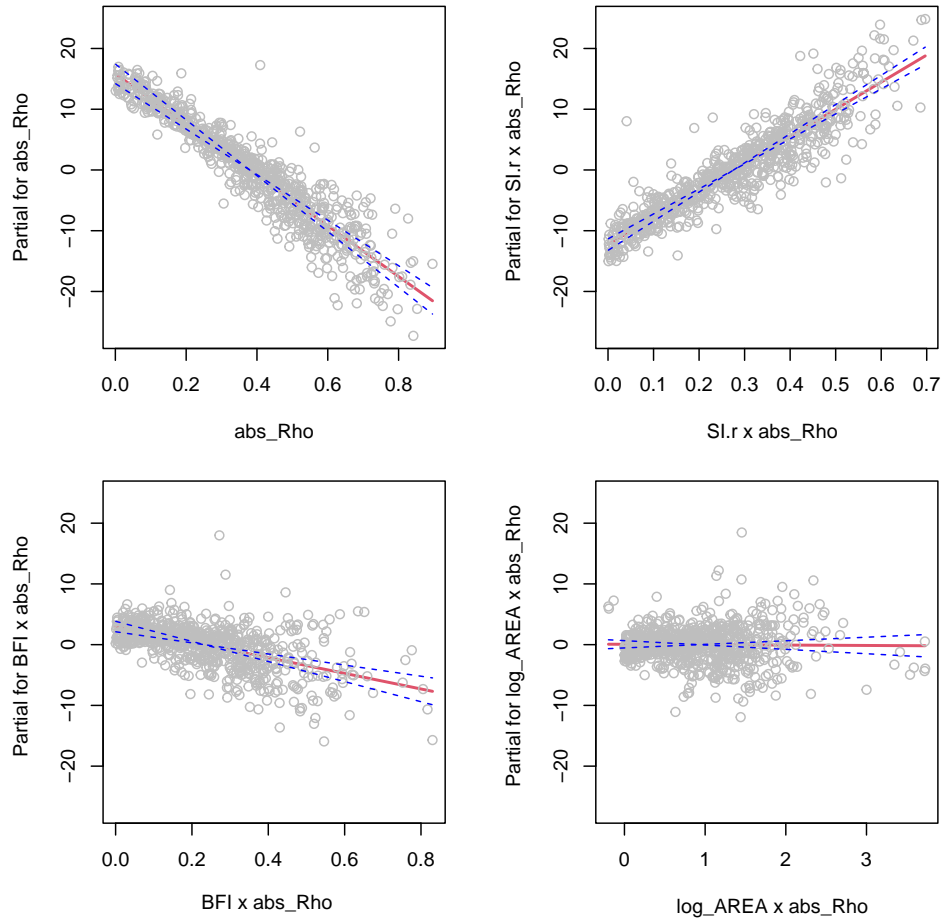 Partial for abs_Rho
20
10
0
−10
−20
0.0 0.2 0.4 0.6 0.8
abs_Rho
Partial for SI.r x abs_Rho
20
10
0
−10
−20
0.0 0.1 0.2 0.3 0.4 0.5 0.6 0.7
SI.r x abs_Rho
Partial for BFI x abs_Rho
20
10
0
−10
−20
0.0 0.2 0.4 0.6 0.8
BFI x abs_Rho
Partial for log_AREA x abs_Rho
20
10
0
−10
−20
0 1 2 3
log_AREA x abs_Rho